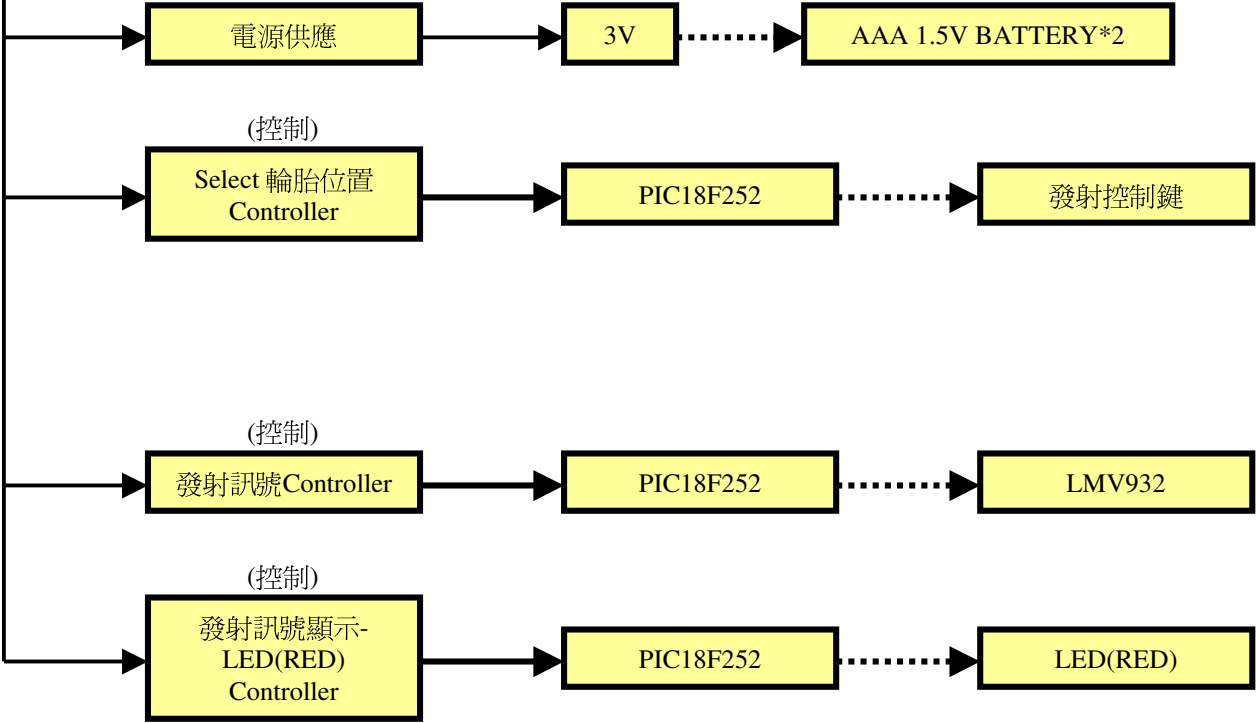 電源供應
3V
AAA 1.5V BATTERY*2
(控制)
Select 輪胎位置
Controller
PIC18F252
發射控制鍵
(控制)
發射訊號Controller
PIC18F252
LMV932
(控制)
發射訊號顯示-
LED(RED)
Controller
PIC18F252
LED(RED)